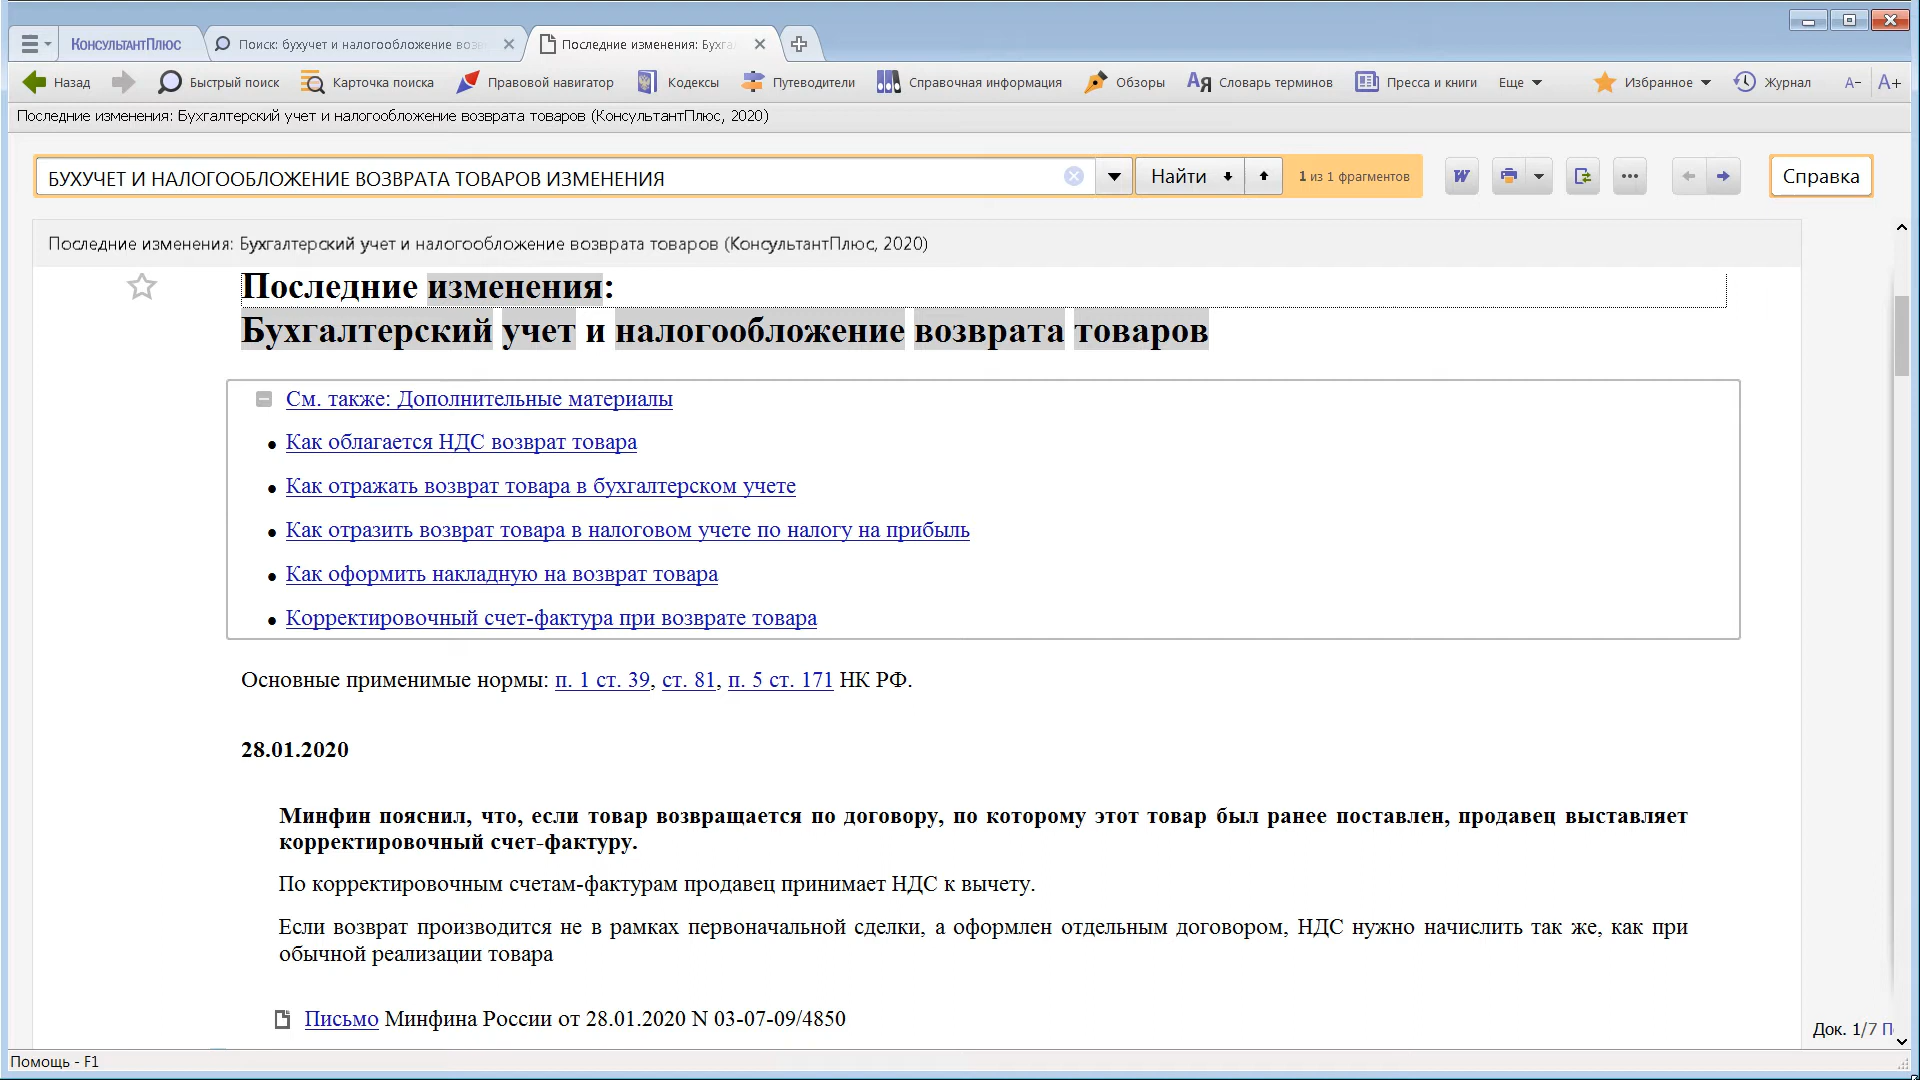 КонсультантПлюс
Поиск: бухучет и налогообложение возв
Последние изменения: Бухга
Назад
Быстрый поиск
Карточка поиска
Правовой навигатор
Кодексы
Путеводители
Справочная информация
Обзоры
Словарь терминов
Пресса и книги
Еще
Избранное
Журнал
A−
A+
Последние изменения: Бухгалтерский учет и налогообложение возврата товаров (КонсультантПлюс, 2020)
БУХУЧЕТ И НАЛОГООБЛОЖЕНИЕ ВОЗВРАТА ТОВАРОВ ИЗМЕНЕНИЯ
Найти
1 из 1 фрагментов
W
Справка
Последние изменения: Бухгалтерский учет и налогообложение возврата товаров (КонсультантПлюс, 2020)
Последние изменения:
Бухгалтерский учет и налогообложение возврата товаров
См. также: Дополнительные материалы
● Как облагается НДС возврат товара
● Как отражать возврат товара в бухгалтерском учете
● Как отразить возврат товара в налоговом учете по налогу на прибыль
● Как оформить накладную на возврат товара
● Корректировочный счет-фактура при возврате товара
Основные применимые нормы: п. 1 ст. 39, ст. 81, п. 5 ст. 171 НК РФ.
28.01.2020
Минфин пояснил, что, если товар возвращается по договору, по которому этот товар был ранее поставлен, продавец выставляет
корректировочный счет-фактуру.
По корректировочным счетам-фактурам продавец принимает НДС к вычету.
Если возврат производится не в рамках первоначальной сделки, а оформлен отдельным договором, НДС нужно начислить так же, как при
обычной реализации товара
Письмо Минфина России от 28.01.2020 N 03-07-09/4850
Док. 1/7
Помощь - F1